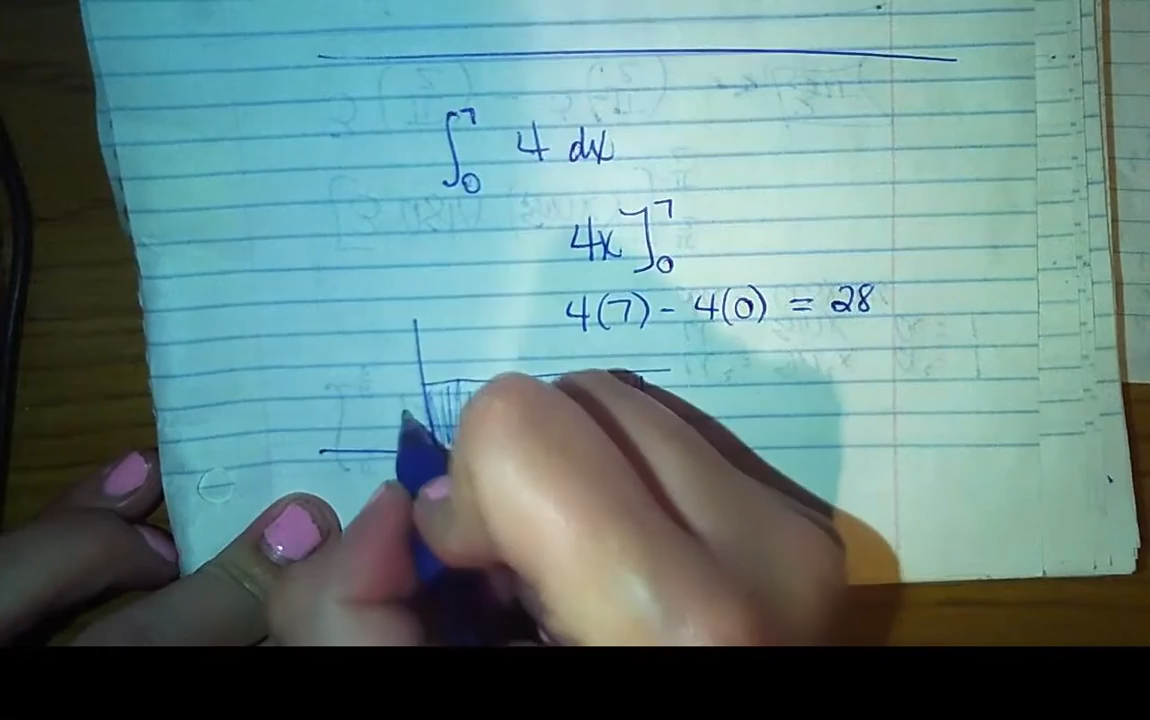 ∫₀⁷ 4 dx
4x ]₀⁷
4(7) - 4(0) = 28